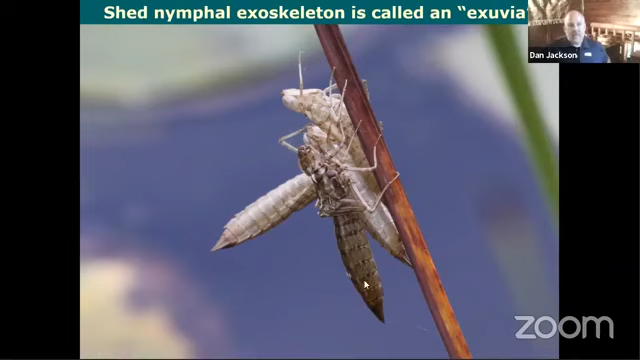 Shed nymphal exoskeleton is called an “exuvia
Dan Jackson
zoom